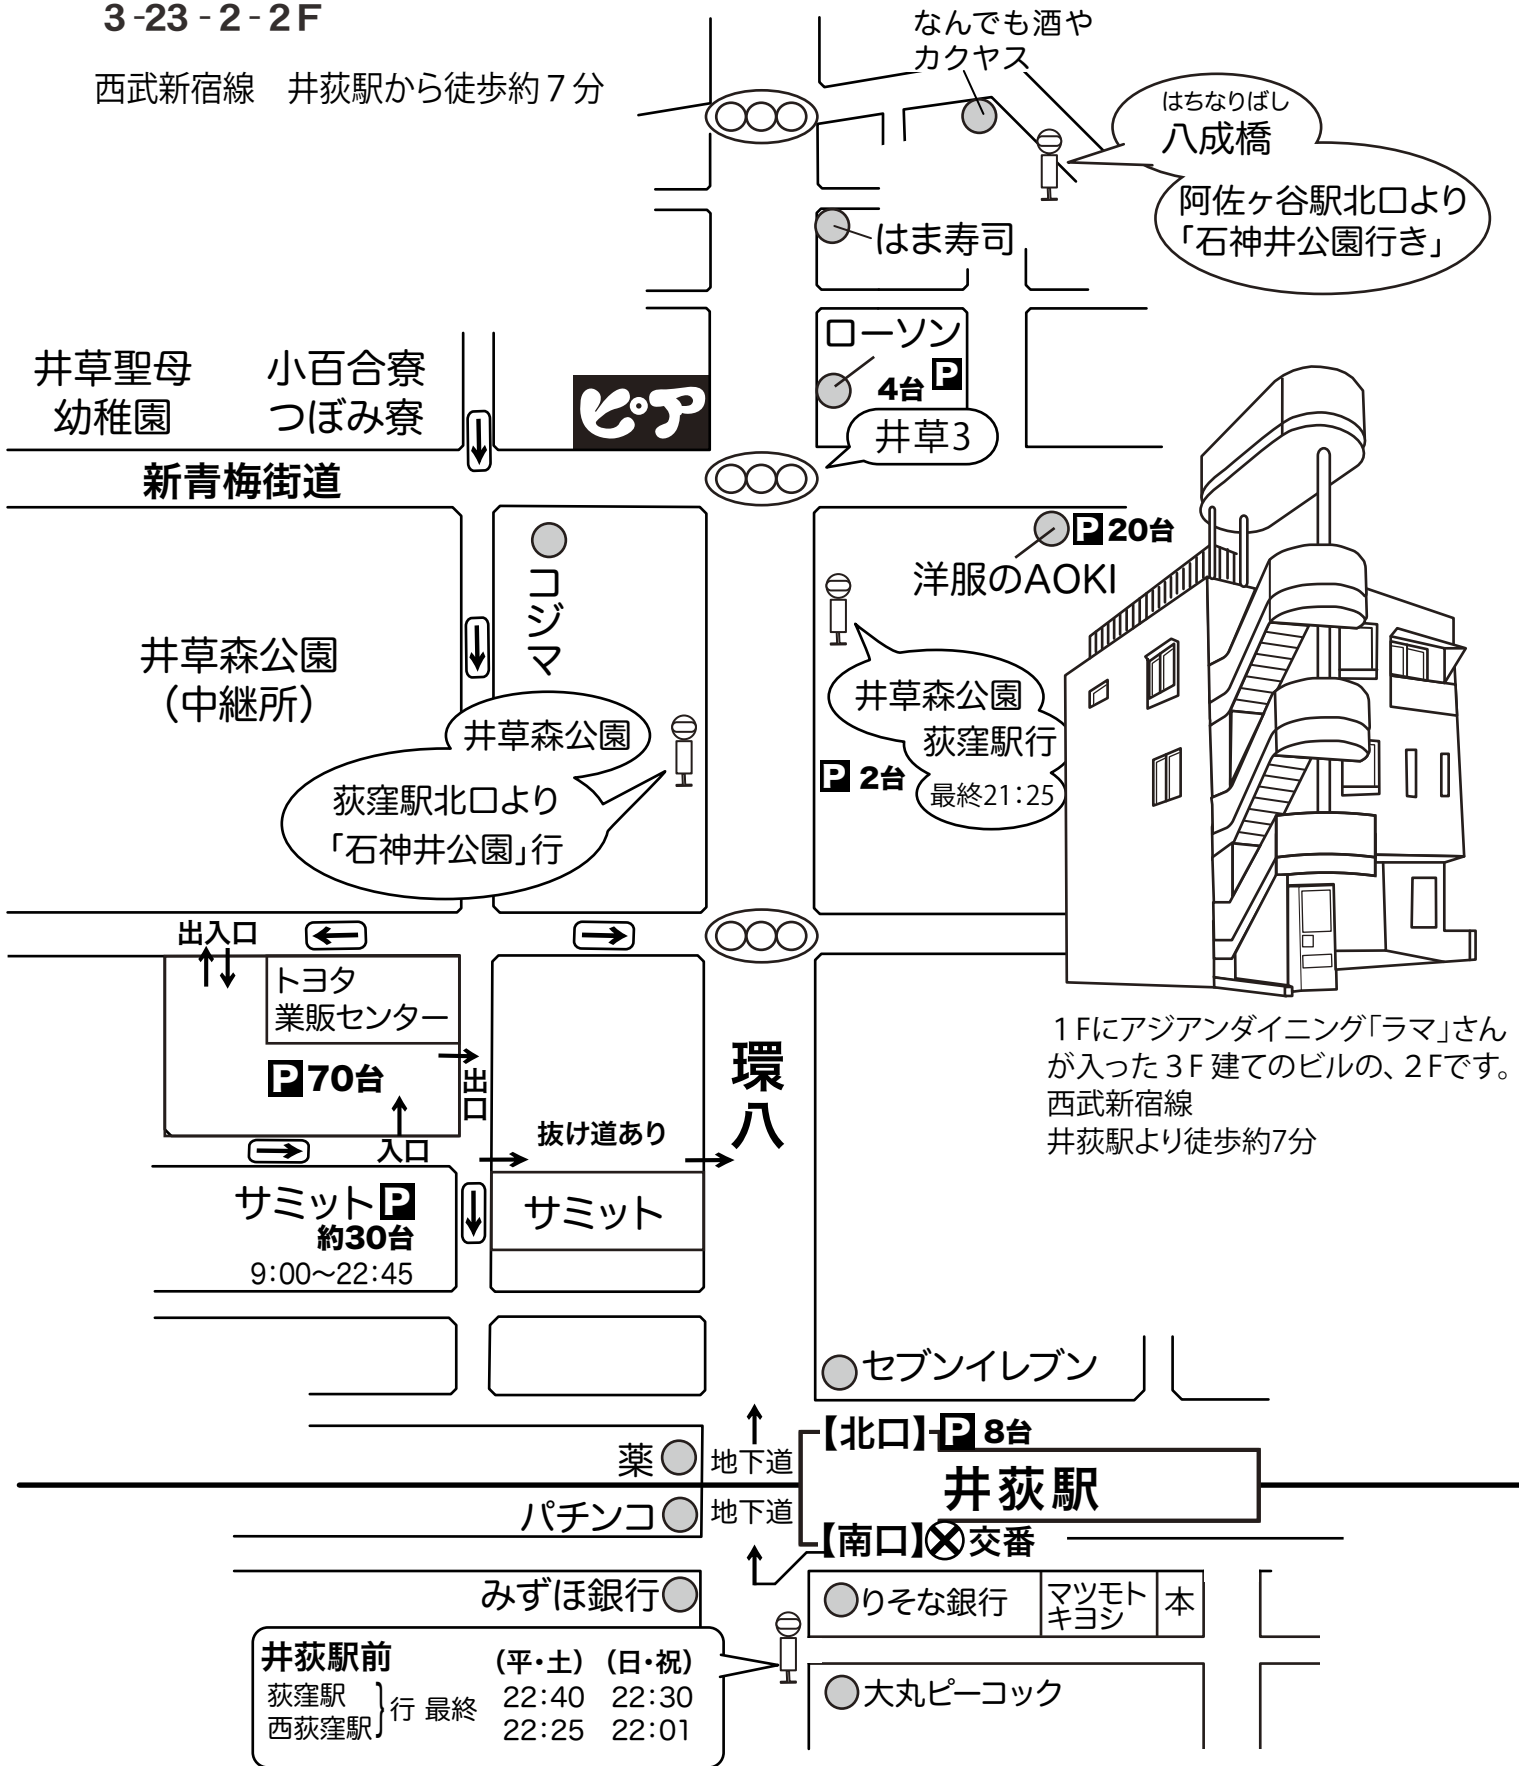 3-23-2-2F
西武新宿線　井荻駅から徒歩約7分
なんでも酒や
カクヤス
はちなりばし
八成橋
阿佐ヶ谷駅北口より
「石神井公園行き」
はま寿司
ローソン
4台 P
井草3
井草聖母
幼稚園
小百合寮
つぼみ寮
ピア
新青梅街道
コジマ
P 20台
洋服のAOKI
井草森公園
(中継所)
井草森公園
荻窪駅北口より
「石神井公園」行
井草森公園
荻窪駅行
最終21:25
P 2台
出入口
トヨタ
業販センター
P 70台
出口
入口
抜け道あり
環八
サミット P
約30台
9:00〜22:45
サミット
1Fにアジアンダイニング「ラマ」さん
が入った3F建てのビルの、2Fです。
西武新宿線
井荻駅より徒歩約7分
セブンイレブン
【北口】 P 8台
薬
地下道
井荻駅
パチンコ
地下道
【南口】 交番
みずほ銀行
りそな銀行
マツモト
キヨシ
本
大丸ピーコック
井荻駅前 (平・土) (日・祝)
荻窪駅 22:40 22:30
行 最終
西荻窪駅 22:25 22:01